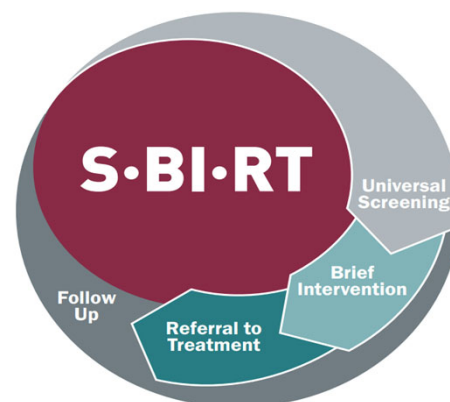 S•BI•RT
Universal
Screening
Brief
Intervention
Referral to
Treatment
Follow
Up